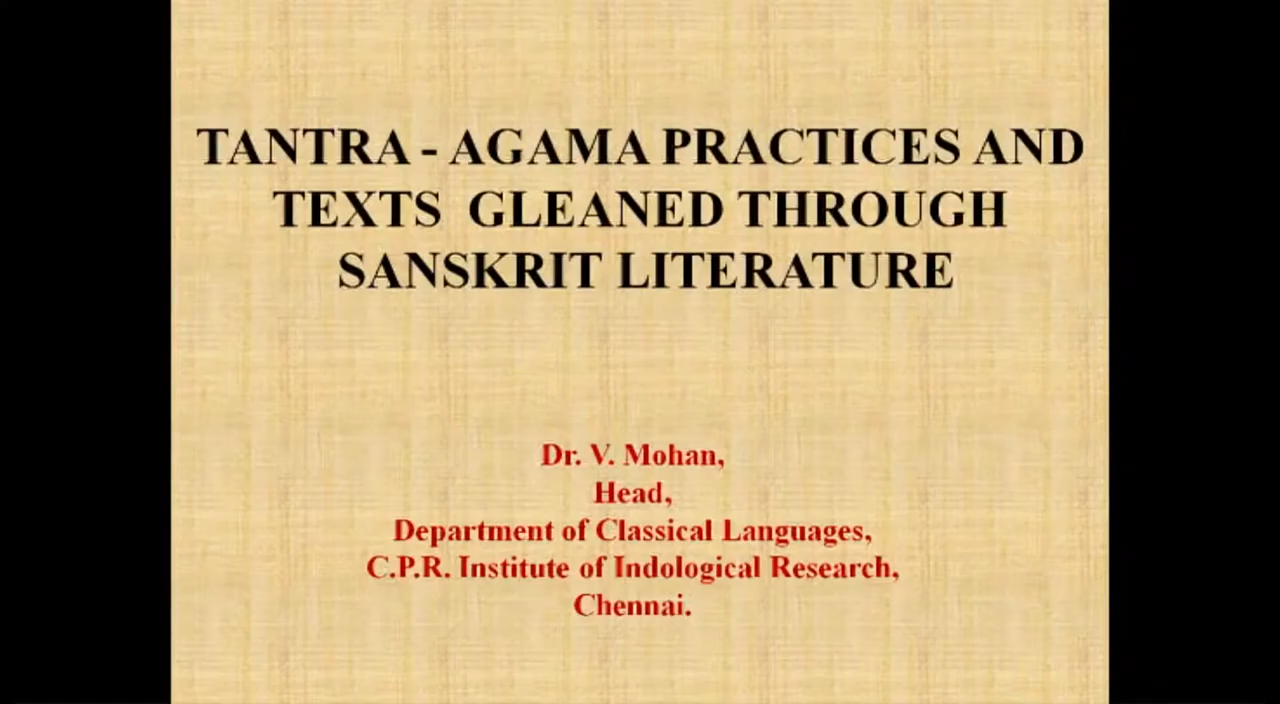 TANTRA - AGAMA PRACTICES AND
TEXTS GLEANED THROUGH
SANSKRIT LITERATURE
Dr. V. Mohan,
Head,
Department of Classical Languages,
C.P.R. Institute of Indological Research,
Chennai.